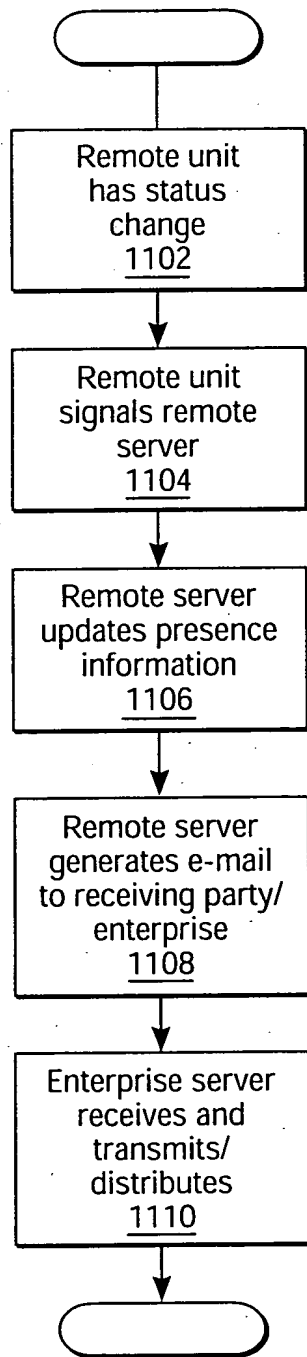 Remote unit
has status
change
1102
Remote unit
signals remote
server
1104
Remote server
updates presence
information
1106
Remote server
generates e-mail
to receiving party/
enterprise
1108
Enterprise server
receives and
transmits/
distributes
1110